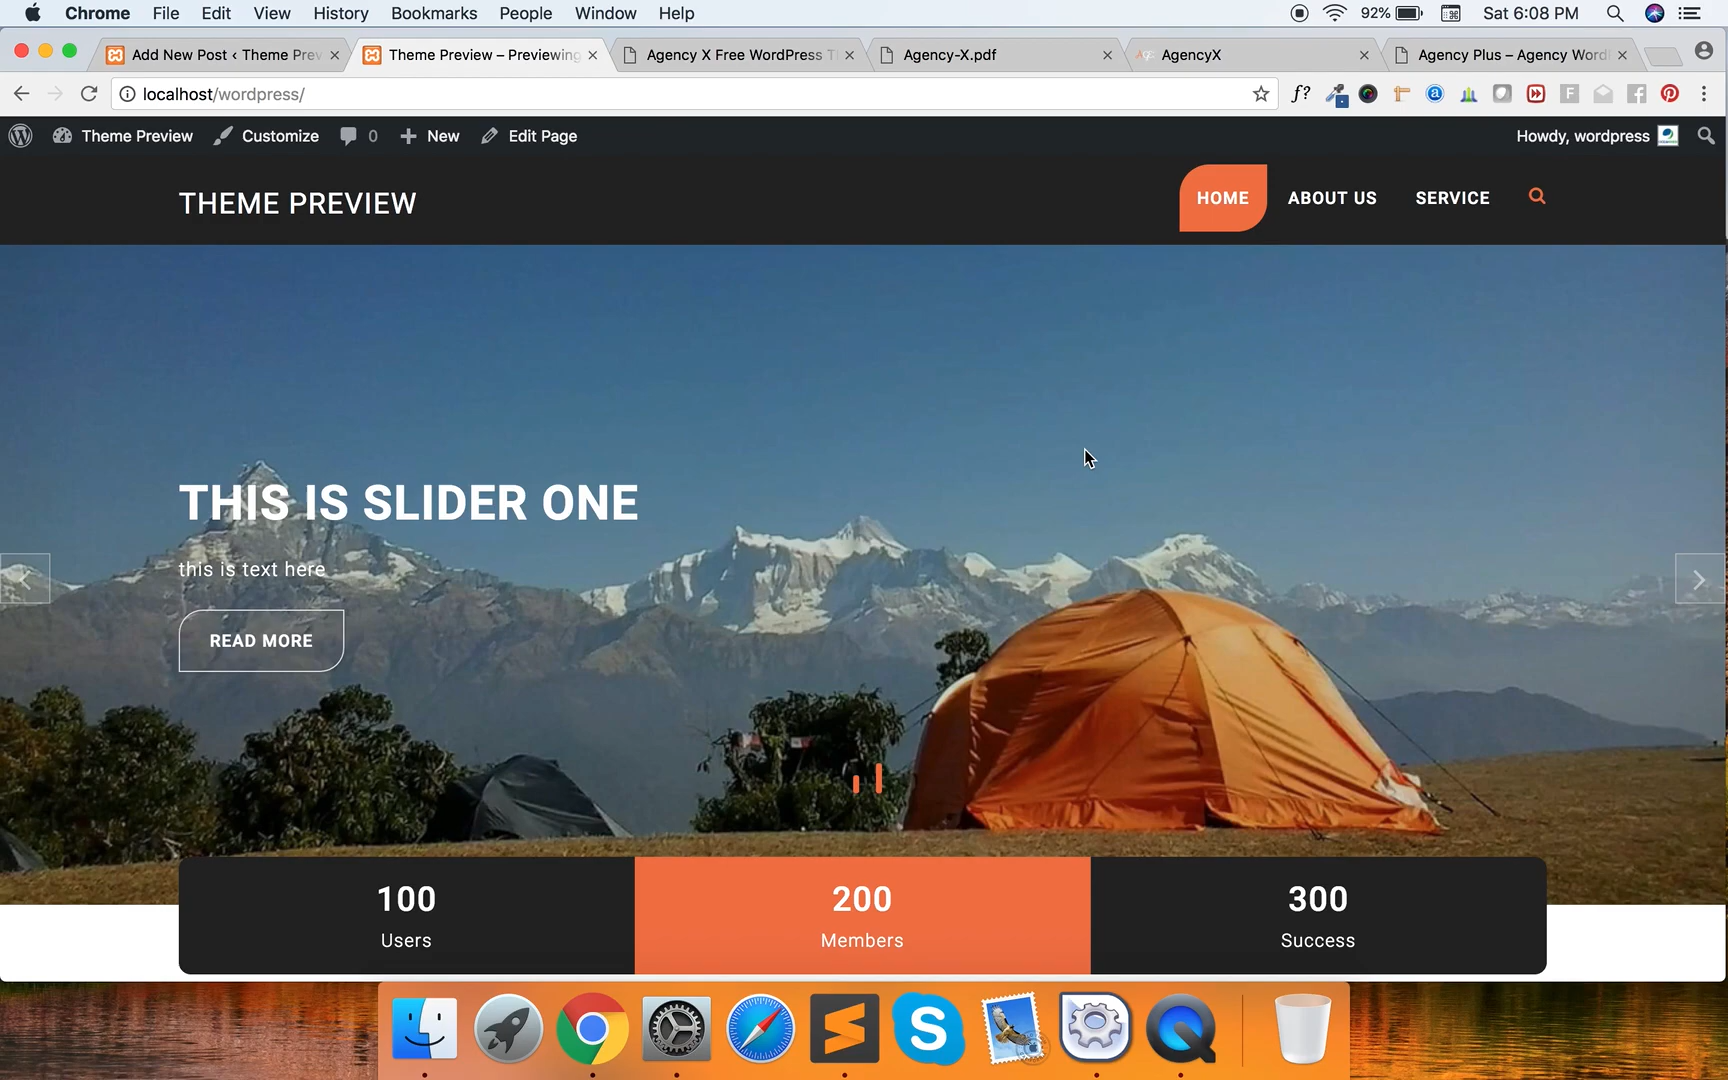 Chrome File Edit View History Bookmarks People Window Help 92% Sat 6:08 PM
Add New Post ‹ Theme Prev
Theme Preview – Previewing
Agency X Free WordPress T
Agency-X.pdf
AgencyX
Agency Plus – Agency Word
localhost/wordpress/
f?
Theme Preview Customize 0 New Edit Page Howdy, wordpress
THEME PREVIEW
HOME ABOUT US SERVICE
THIS IS SLIDER ONE
this is text here
READ MORE
100
Users
200
Members
300
Success